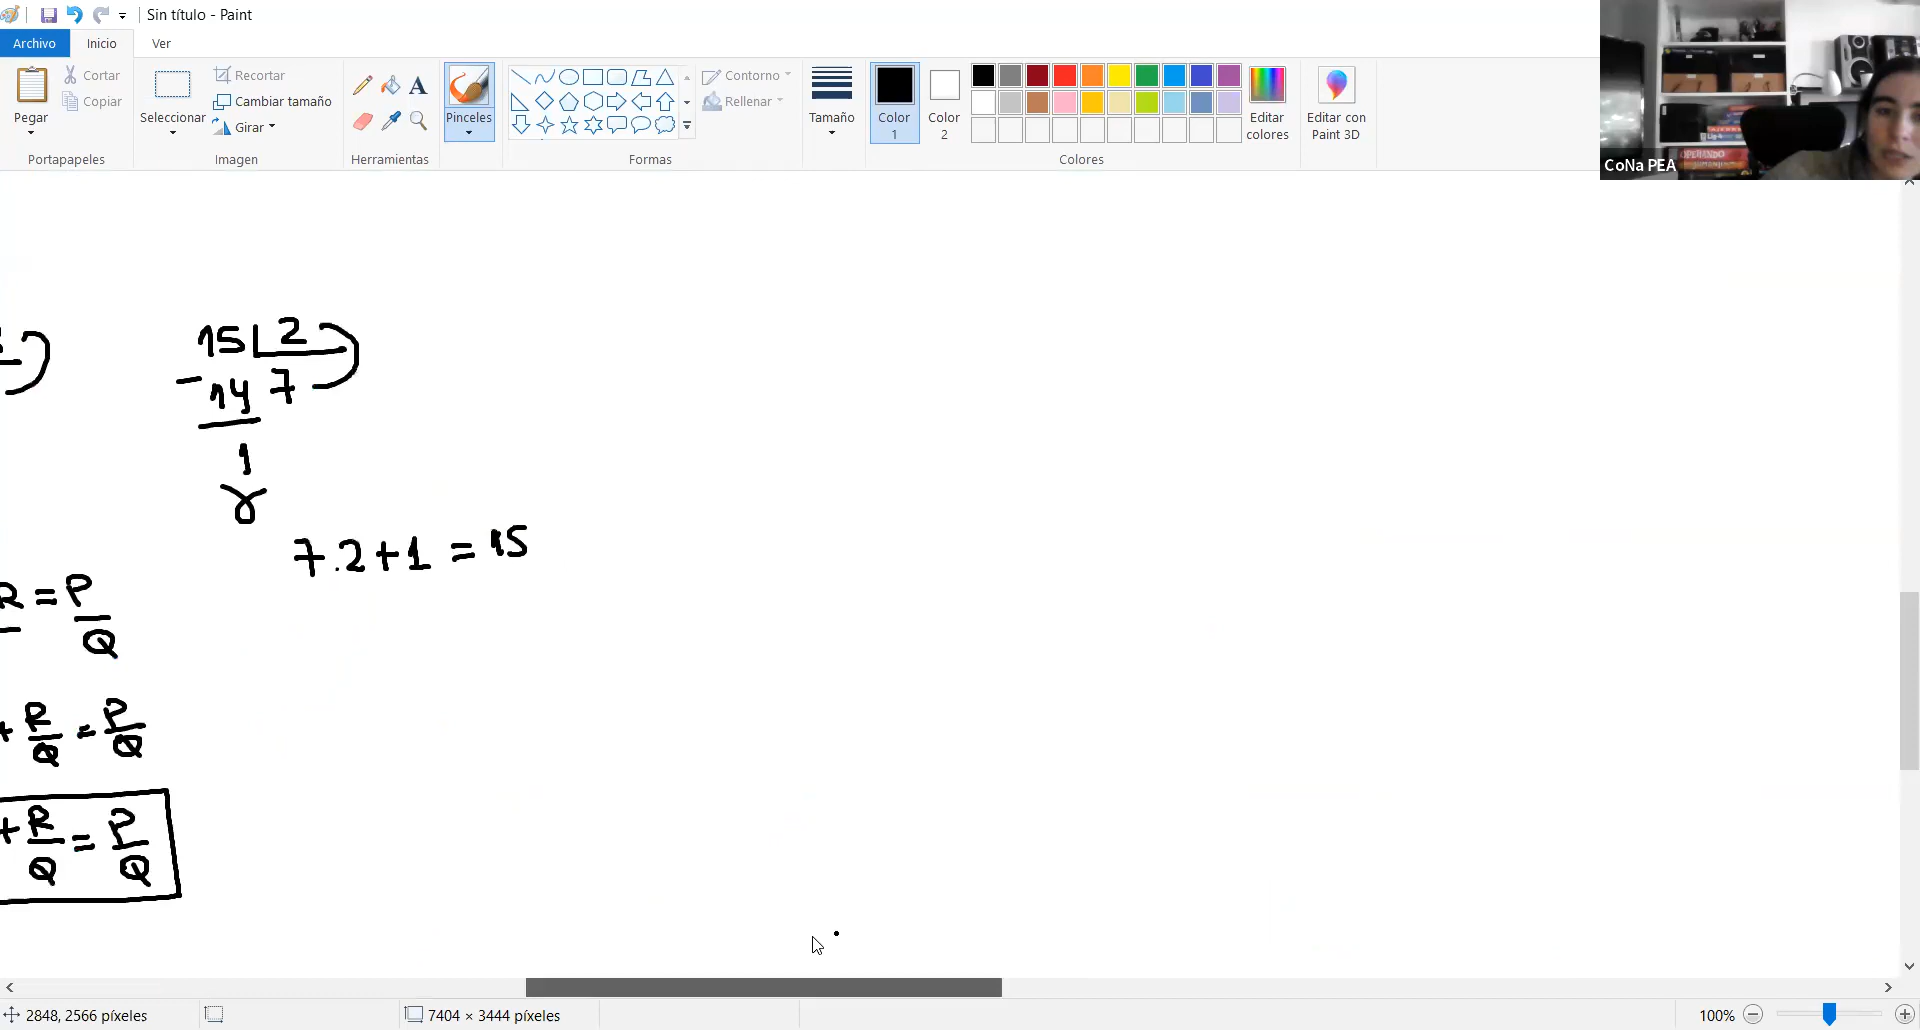 Sin título - Paint
Archivo Inicio Ver
Pegar
Cortar
Copiar
Portapapeles
Seleccionar
Recortar
Cambiar tamaño
Girar
Imagen
Herramientas
Pinceles
Contorno
Rellenar
Formas
Tamaño
Color 1
Color 2
Editar colores
Editar con Paint 3D
Colores
CoNa PEA
15 2
- 14 7
1
r
7.2+1=15
R = P
Q
+ R = P
Q Q
+ R = P
Q Q
2848, 2566 píxeles
7404 × 3444 píxeles
100%